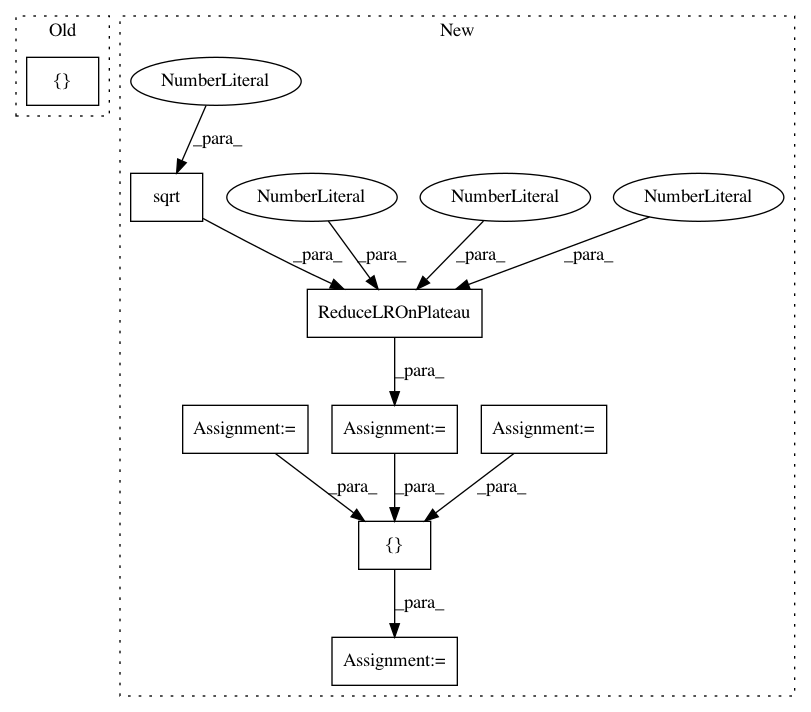 Old
New
{}
NumberLiteral
_para_
sqrt
NumberLiteral
NumberLiteral
NumberLiteral
_para_
_para_
_para_
_para_
ReduceLROnPlateau
_para_
Assignment:=
Assignment:=
Assignment:=
_para_
_para_
_para_
{}
_para_
Assignment:=